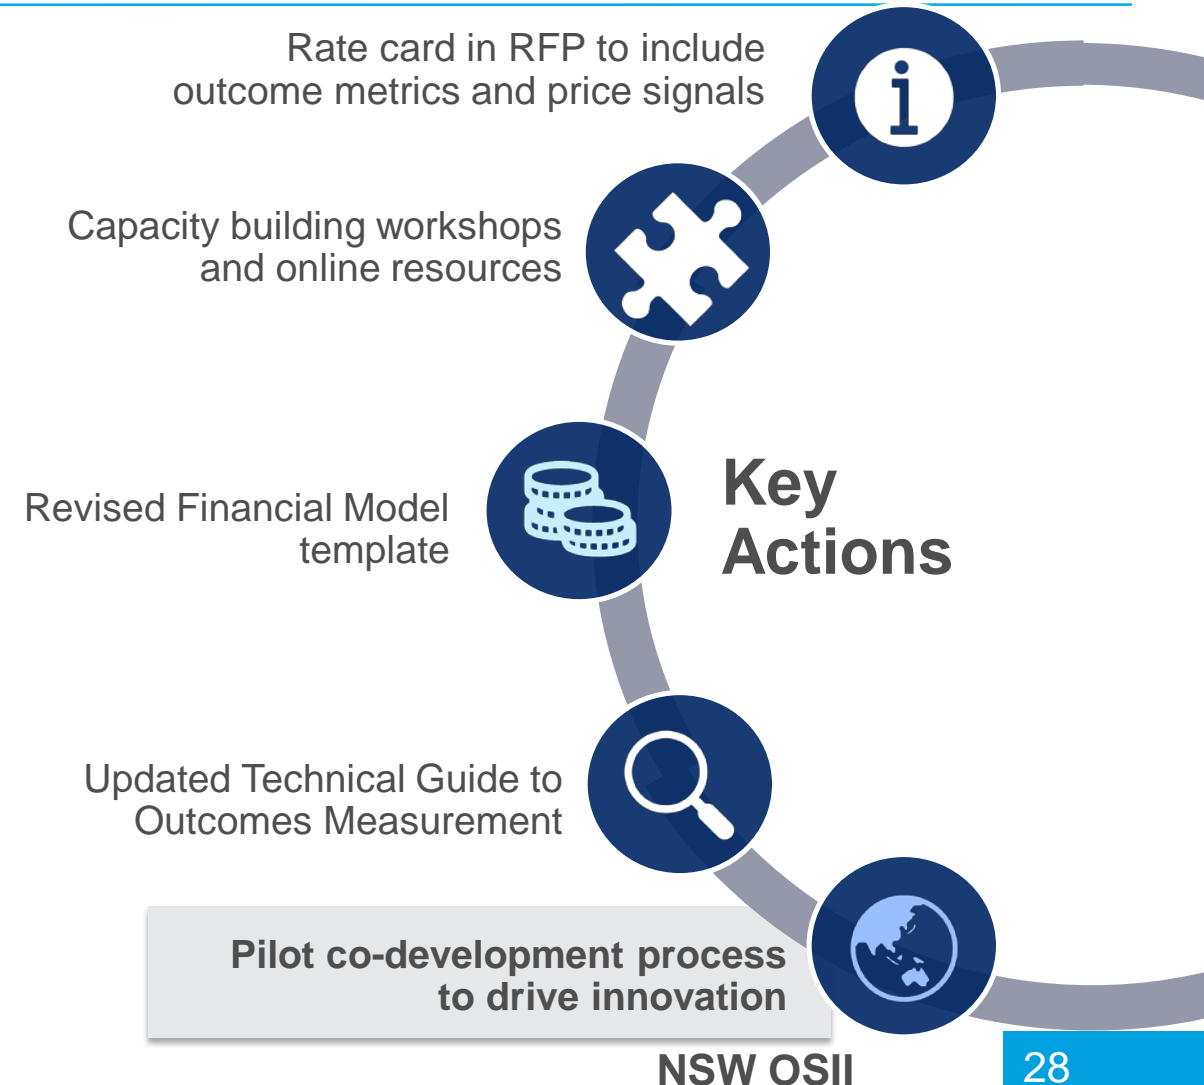 Rate card in RFP to include
outcome metrics and price signals
Capacity building workshops
and online resources
Key
Actions
Revised Financial Model
template
Updated Technical Guide to
Outcomes Measurement
Pilot co-development process
to drive innovation
NSW OSII
28